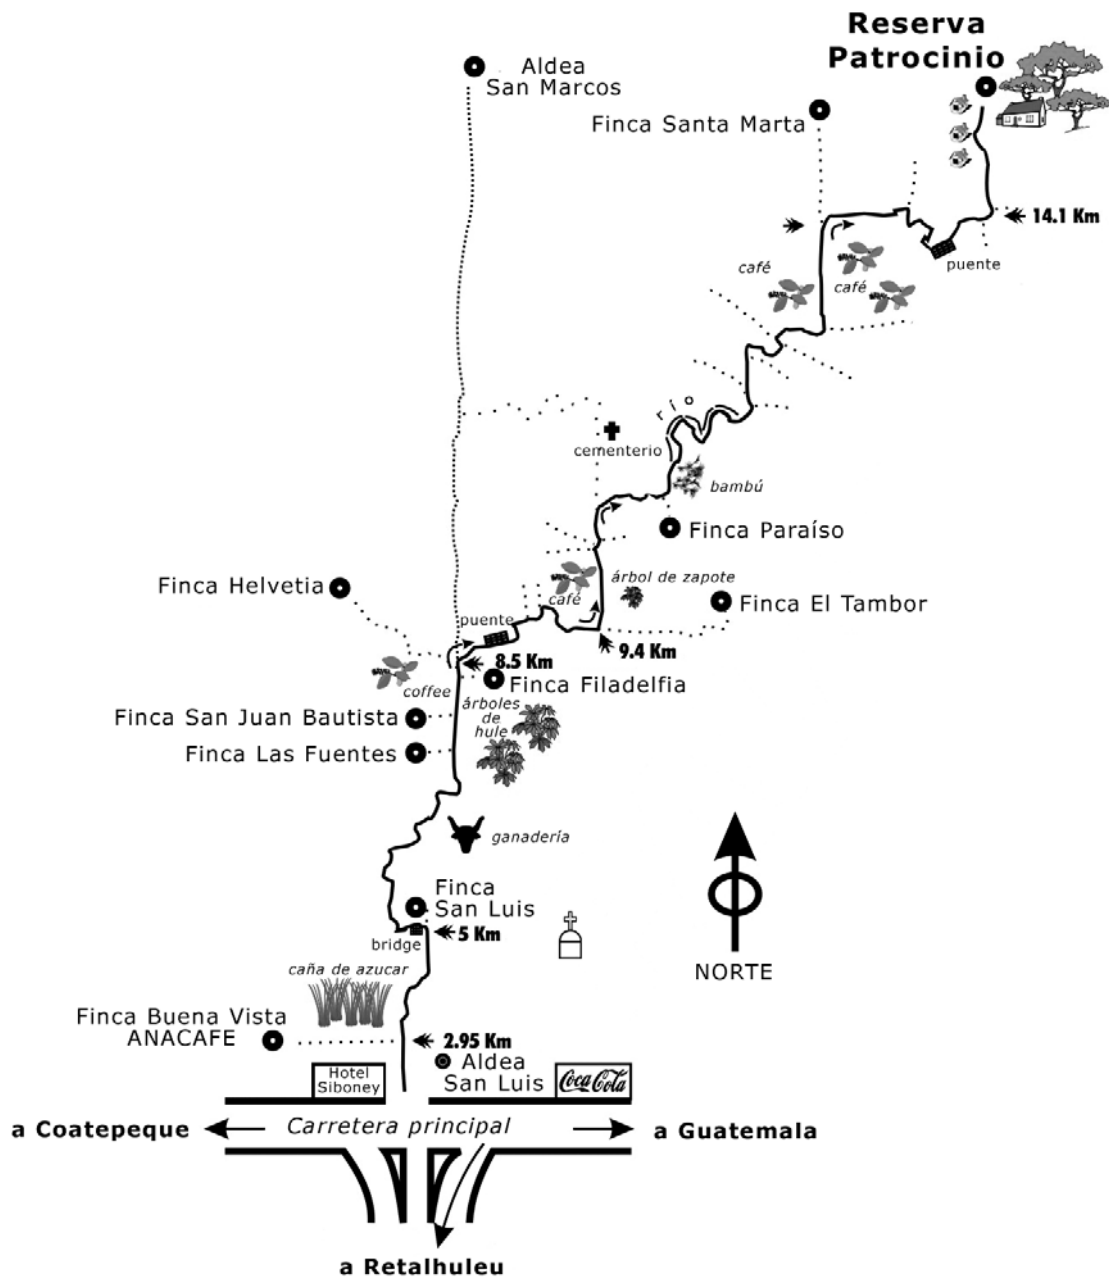 Reserva
Patrocinio
Aldea
San Marcos
Finca Santa Marta
14.1 Km
puente
café
café
río
cementerio
bambú
Finca Paraíso
Finca Helvetia
árbol de zapote
café
Finca El Tambor
puente
9.4 Km
8.5 Km
coffee
Finca Filadelfia
Finca San Juan Bautista
árboles
de
hule
Finca Las Fuentes
ganadería
Finca
San Luis
5 Km
bridge
NORTE
caña de azucar
Finca Buena Vista
ANACAFE
2.95 Km
Aldea
San Luis
Hotel
Siboney
Coca Cola
Carretera principal
a Coatepeque
a Guatemala
a Retalhuleu